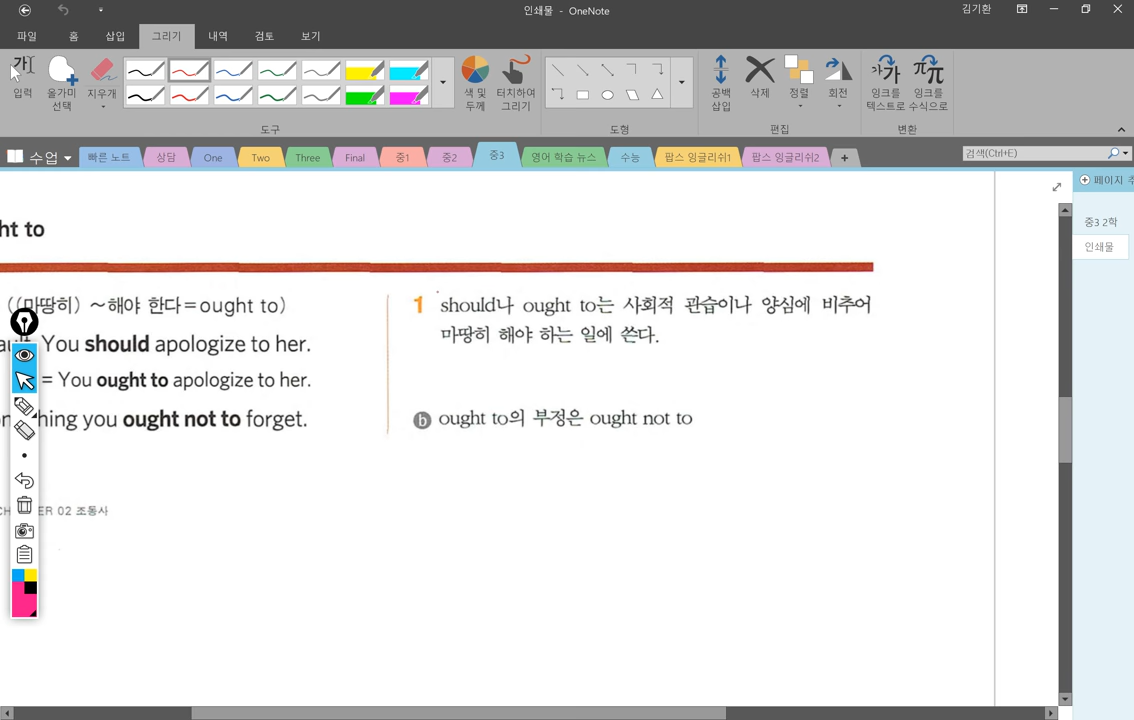 인쇄물 - OneNote
김기환
파일 홈 삽입 그리기 내역 검토 보기
가
입력
올가미
선택
지우개
색 및
두께
터치하여
그리기
공백
삽입
삭제
정렬
회전
잉크를
텍스트로
잉크를
수식으로
도구 도형 편집 변환
수업 빠른 노트 상담 One Two Three Final 중1 중2 중3 영어 학습 뉴스 수능 팝스 잉글리쉬1 팝스 잉글리쉬2 +
검색(Ctrl+E)
페이지 추
중3 2학
인쇄물
ht to
((마땅히) ~해야 한다=ought to)
You should apologize to her.
= You ought to apologize to her.
hing you ought not to forget.
1 should나 ought to는 사회적 관습이나 양심에 비추어
마땅히 해야 하는 일에 쓴다.
b ought to의 부정은 ought not to
ER 02 조동사